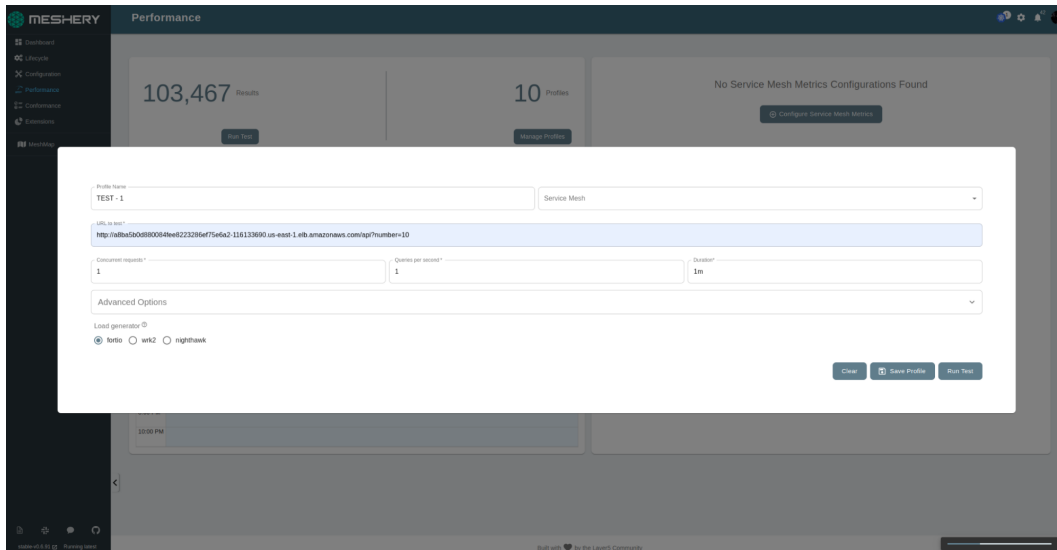 MESHERY
Performance
Dashboard
Lifecycle
Configuration
Performance
Conformance
Extensions
MeshMap
103,467 Results
10 Profiles
Run Test
Manage Profiles
No Service Mesh Metrics Configurations Found
Configure Service Mesh Metrics
Profile Name
TEST - 1
Service Mesh
URL to test *
http://a8ba5b0d880084fee8223286ef75e6a2-116133690.us-east-1.elb.amazonaws.com/api?number=10
Concurrent requests *
1
Queries per second *
1
Duration*
1m
Advanced Options
Load generator
fortio
wrk2
nighthawk
Clear
Save Profile
Run Test
10:00 PM
Running latest
Built with by the Layer5 Community